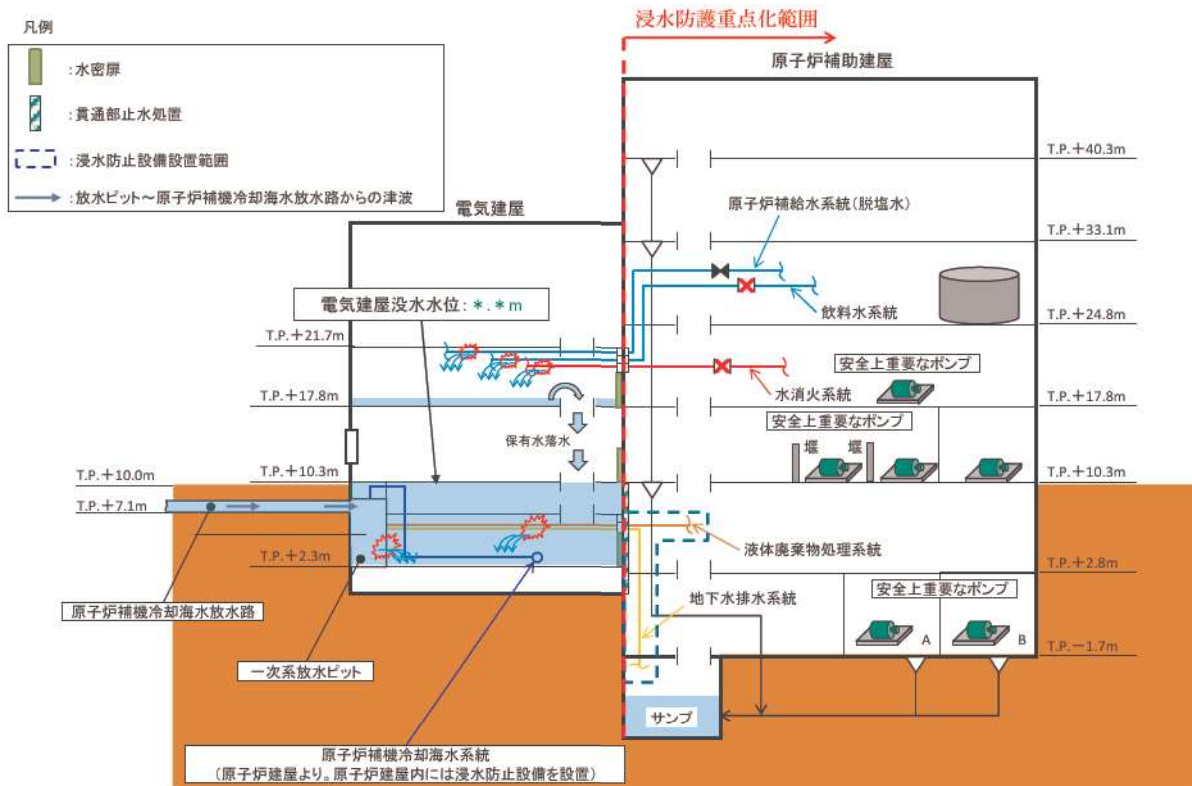 浸水防護重点化範囲
凡例
:水密扉
:貫通部止水処置
:浸水防止設備設置範囲
:放水ピット～原子炉補機冷却海水放水路からの津波
原子炉補助建屋
T.P.+40.3m
電気建屋
原子炉補給水系統(脱塩水)
T.P.+33.1m
電気建屋没水水位:*.*m
飲料水系統
T.P.+24.8m
T.P.+21.7m
安全上重要なポンプ
水消火系統
T.P.+17.8m
T.P.+17.8m
安全上重要なポンプ
保有水落水
堰
堰
T.P.+10.0m
T.P.+10.3m
T.P.+10.3m
T.P.+7.1m
液体廃棄物処理系統
T.P.+2.3m
T.P.+2.8m
地下水排水系統
安全上重要なポンプ
原子炉補機冷却海水放水路
A
B
T.P.-1.7m
一次系放水ピット
サンプ
原子炉補機冷却海水系統
(原子炉建屋より。原子炉建屋内には浸水防止設備を設置)